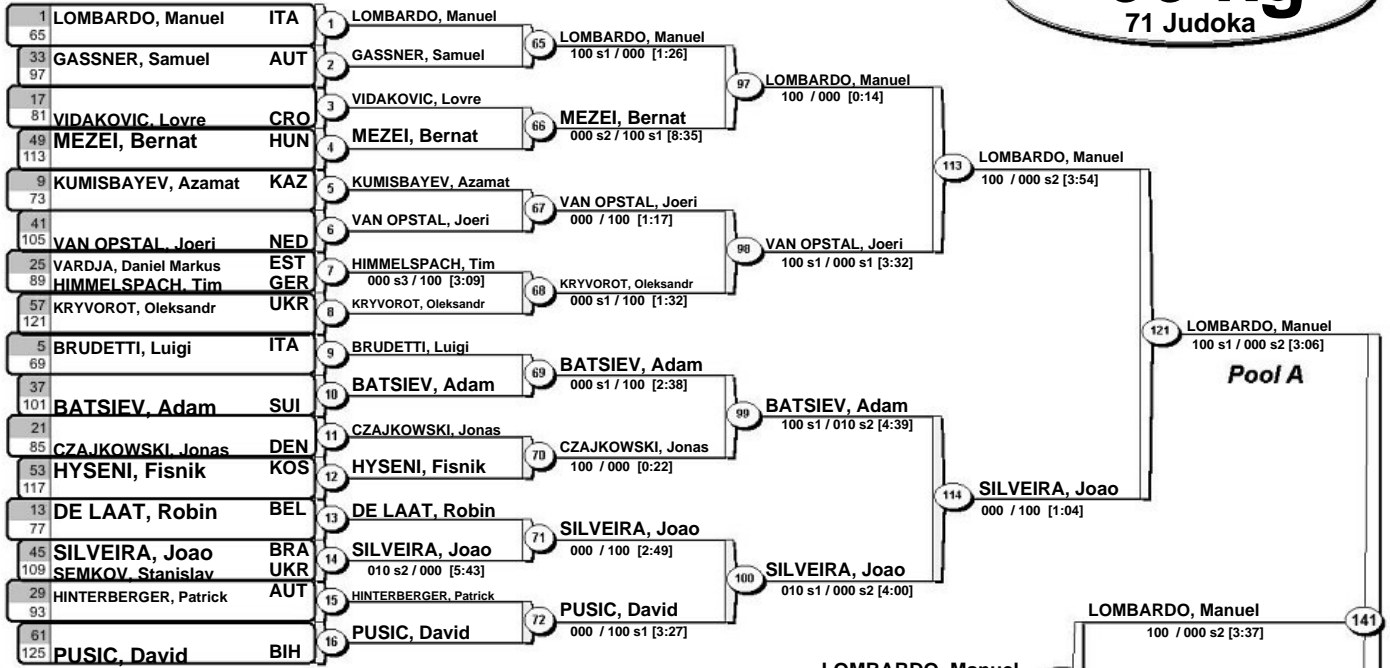 71 Judoka
1 LOMBARDO, Manuel ITA
65
33 GASSNER, Samuel AUT
97
17
81 VIDAKOVIC, Lovre CRO
49 MEZEI, Bernat HUN
113
9 KUMISBAYEV, Azamat KAZ
73
41
105 VAN OPSTAL, Joeri NED
25 VARDJA, Daniel Markus EST
89 HIMMELSPACH, Tim GER
57 KRYVOROT, Oleksandr UKR
121
5 BRUDETTI, Luigi ITA
69
37
101 BATSIEV, Adam SUI
21
85 CZAJKOWSKI, Jonas DEN
53 HYSENI, Fisnik KOS
117
13 DE LAAT, Robin BEL
77
45 SILVEIRA, Joao BRA
109 SEMKOV, Stanislav UKR
29 HINTERBERGER, Patrick AUT
93
61
125 PUSIC, David BIH
1 LOMBARDO, Manuel
2 GASSNER, Samuel
3 VIDAKOVIC, Lovre
4 MEZEI, Bernat
5 KUMISBAYEV, Azamat
6 VAN OPSTAL, Joeri
7 HIMMELSPACH, Tim
000 s3 / 100 [3:09]
8 KRYVOROT, Oleksandr
9 BRUDETTI, Luigi
10 BATSIEV, Adam
11 CZAJKOWSKI, Jonas
12 HYSENI, Fisnik
13 DE LAAT, Robin
14 SILVEIRA, Joao
010 s2 / 000 [5:43]
15 HINTERBERGER, Patrick
16 PUSIC, David
65 LOMBARDO, Manuel
100 s1 / 000 [1:26]
66 MEZEI, Bernat
000 s2 / 100 s1 [8:35]
67 VAN OPSTAL, Joeri
000 / 100 [1:17]
68 KRYVOROT, Oleksandr
000 s1 / 100 [1:32]
69 BATSIEV, Adam
000 s1 / 100 [2:38]
70 CZAJKOWSKI, Jonas
100 / 000 [0:22]
71 SILVEIRA, Joao
000 / 100 [2:49]
72 PUSIC, David
000 / 100 s1 [3:27]
97 LOMBARDO, Manuel
100 / 000 [0:14]
98 VAN OPSTAL, Joeri
100 s1 / 000 s1 [3:32]
99 BATSIEV, Adam
100 s1 / 010 s2 [4:39]
100 SILVEIRA, Joao
010 s1 / 000 s2 [4:00]
113 LOMBARDO, Manuel
100 / 000 s2 [3:54]
114 SILVEIRA, Joao
000 / 100 [1:04]
121 LOMBARDO, Manuel
100 s1 / 000 s2 [3:06]
Pool A
LOMBARDO, Manuel 141
100 / 000 s2 [3:37]
LOMBARDO, Manuel